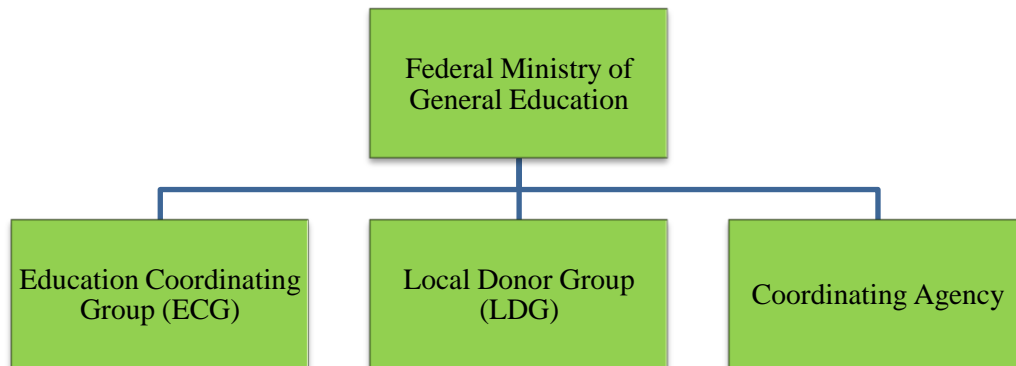 Federal Ministry of
General Education
Education Coordinating
Group (ECG)
Local Donor Group
(LDG)
Coordinating Agency